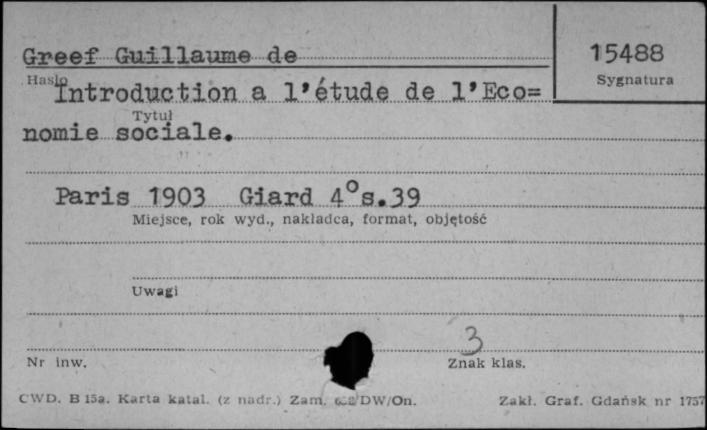 Greef Guillaume de
15488
Hasło
Sygnatura
Introduction a l'étude de l'Eco=
Tytuł
nomie sociale.
Paris 1903 Giard 4°s.39
Miejsce, rok wyd., nakładca, format, objętość
Uwagi
3
Nr inw.
Znak klas.
CWD. B 15a. Karta katal. (z nadr.) Zam. DW/On.
Zakł. Graf. Gdańsk nr 1757